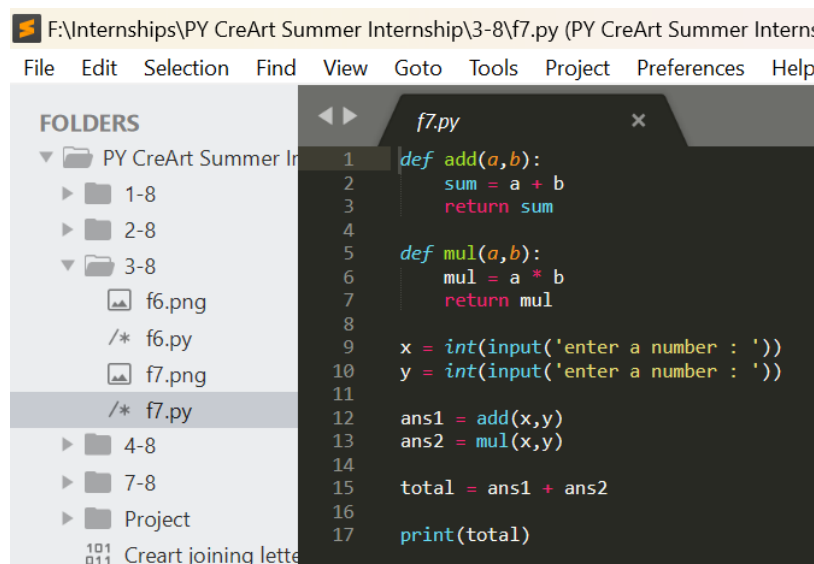 F:\Internships\PY CreArt Summer Internship\3-8\f7.py (PY CreArt Summer
File Edit Selection Find View Goto Tools Project Preferences Help
FOLDERS
PY CreArt Summer
1-8
2-8
3-8
f6.png
/* f6.py
f7.png
/* f7.py
4-8
7-8
Project
Creart joining
f7.py ×
1 def add(a,b):
2 sum = a + b
3 return sum
4
5 def mul(a,b):
6 mul = a * b
7 return mul
8
9 x = int(input('enter a number : '))
10 y = int(input('enter a number : '))
11
12 ans1 = add(x,y)
13 ans2 = mul(x,y)
14
15 total = ans1 + ans2
16
17 print(total)